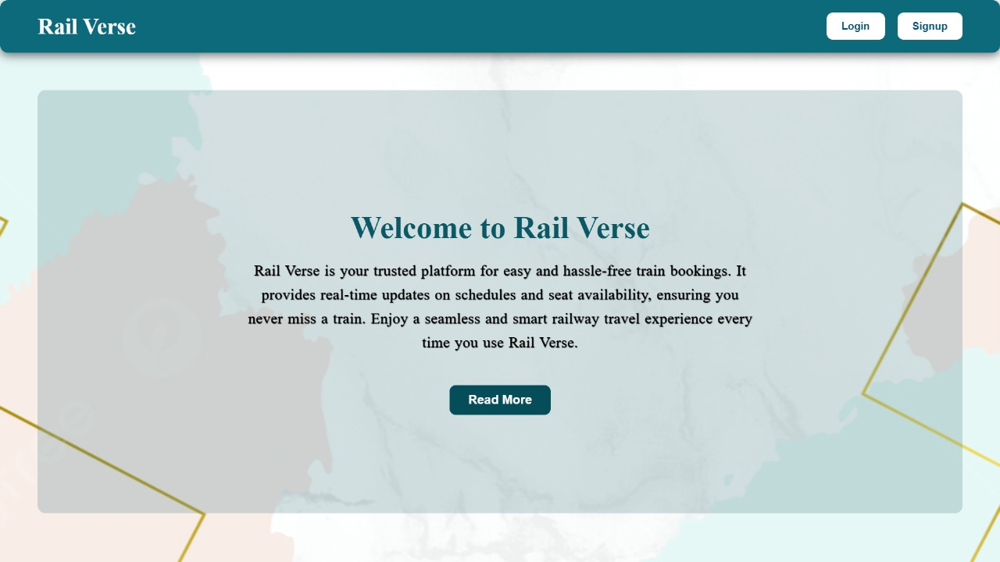 Rail Verse
Login
Signup
Welcome to Rail Verse
Rail Verse is your trusted platform for easy and hassle-free train bookings. It
provides real-time updates on schedules and seat availability, ensuring you
never miss a train. Enjoy a seamless and smart railway travel experience every
time you use Rail Verse.
Read More